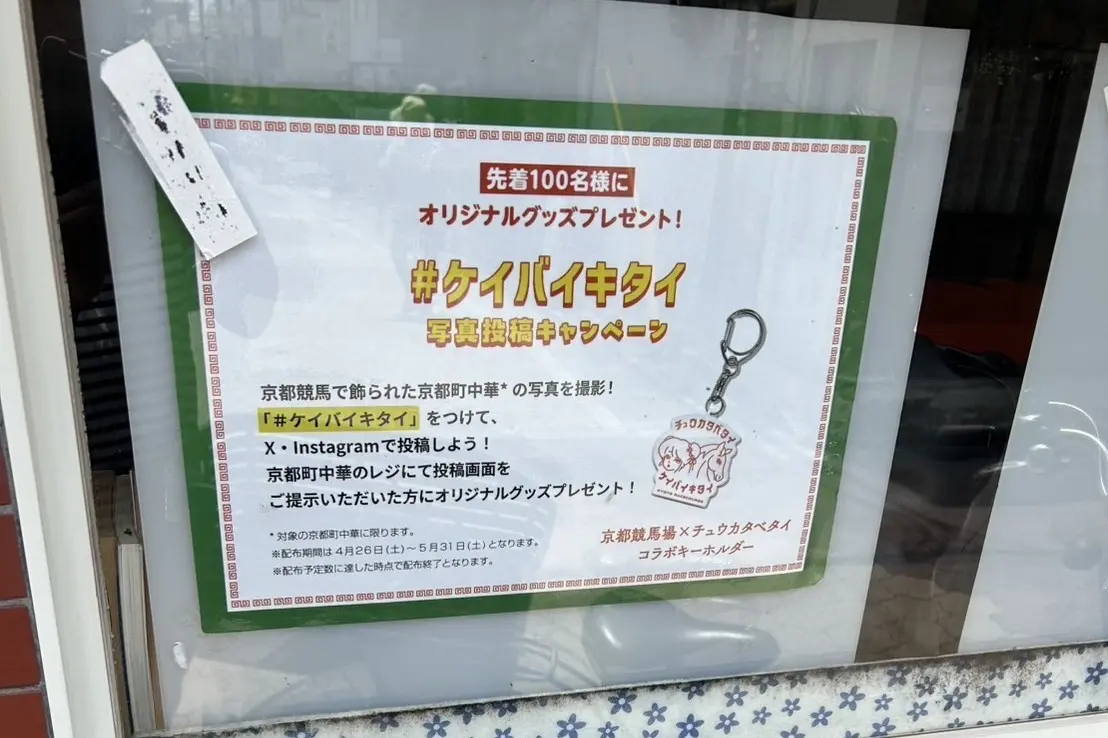 先着100名様に
オリジナルグッズプレゼント！
#ケイバイキタイ
写真投稿キャンペーン
京都競馬で飾られた京都町中華*の写真を撮影！
「#ケイバイキタイ」をつけて、
X・Instagramで投稿しよう！
京都町中華のレジにて投稿画面を
ご提示いただいた方にオリジナルグッズプレゼント！
*対象の京都町中華に限ります。
※配布期間は4月26日(土)～5月31日(土)となります。
※配布予定数に達した時点で配布終了となります。
チュウカタベタイ
ケイバイキタイ
KYOTO RACECOURSE
京都競馬場×チュウカタベタイ
コラボキーホルダー